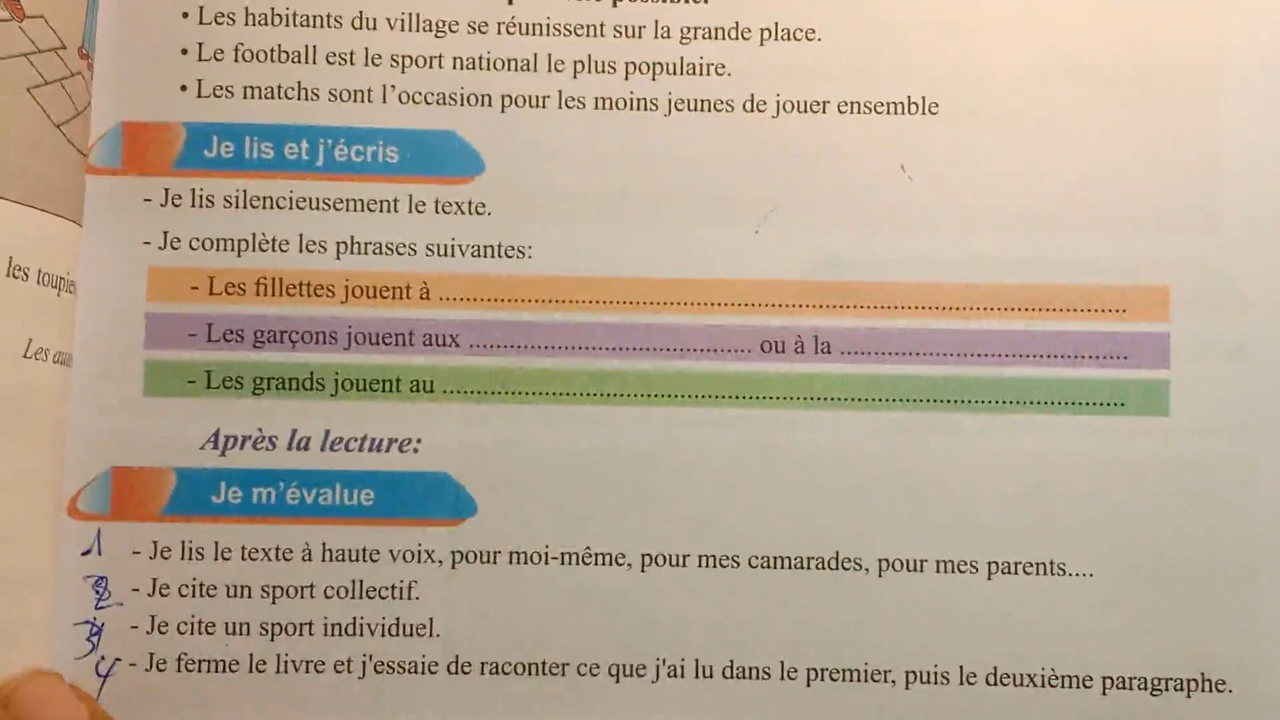 • Les habitants du village se réunissent sur la grande place.
• Le football est le sport national le plus populaire.
• Les matchs sont l'occasion pour les moins jeunes de jouer ensemble
Je lis et j'écris
- Je lis silencieusement le texte.
- Je complète les phrases suivantes:
les toupies
- Les fillettes jouent à ...............
- Les garçons jouent aux ............... ou à la ...............
Les
- Les grands jouent au ...............
Après la lecture:
Je m'évalue
1 - Je lis le texte à haute voix, pour moi-même, pour mes camarades, pour mes parents....
2 - Je cite un sport collectif.
3 - Je cite un sport individuel.
4 - Je ferme le livre et j'essaie de raconter ce que j'ai lu dans le premier, puis le deuxième paragraphe.